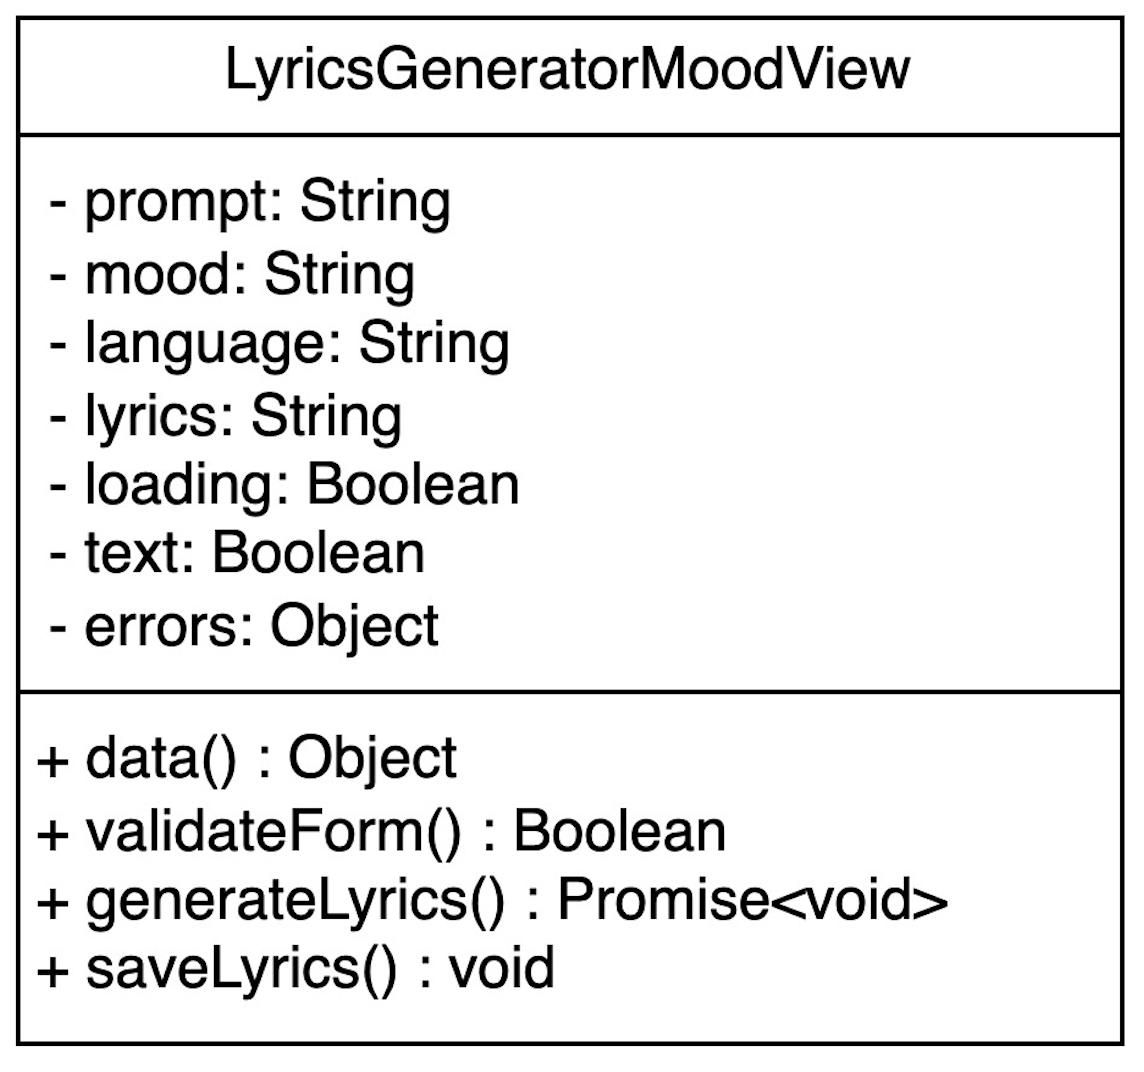 LyricsGeneratorMoodView
- prompt: String
- mood: String
- language: String
- lyrics: String
- loading: Boolean
- text: Boolean
- errors: Object
+ data() : Object
+ validateForm() : Boolean
+ generateLyrics() : Promise<void>
+ saveLyrics() : void